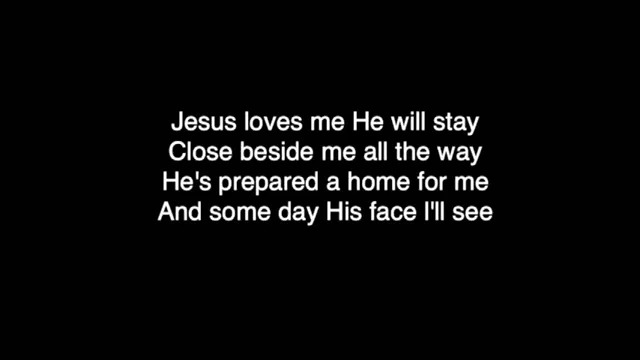 Jesus loves me He will stay
Close beside me all the way
He's prepared a home for me
And some day His face I'll see